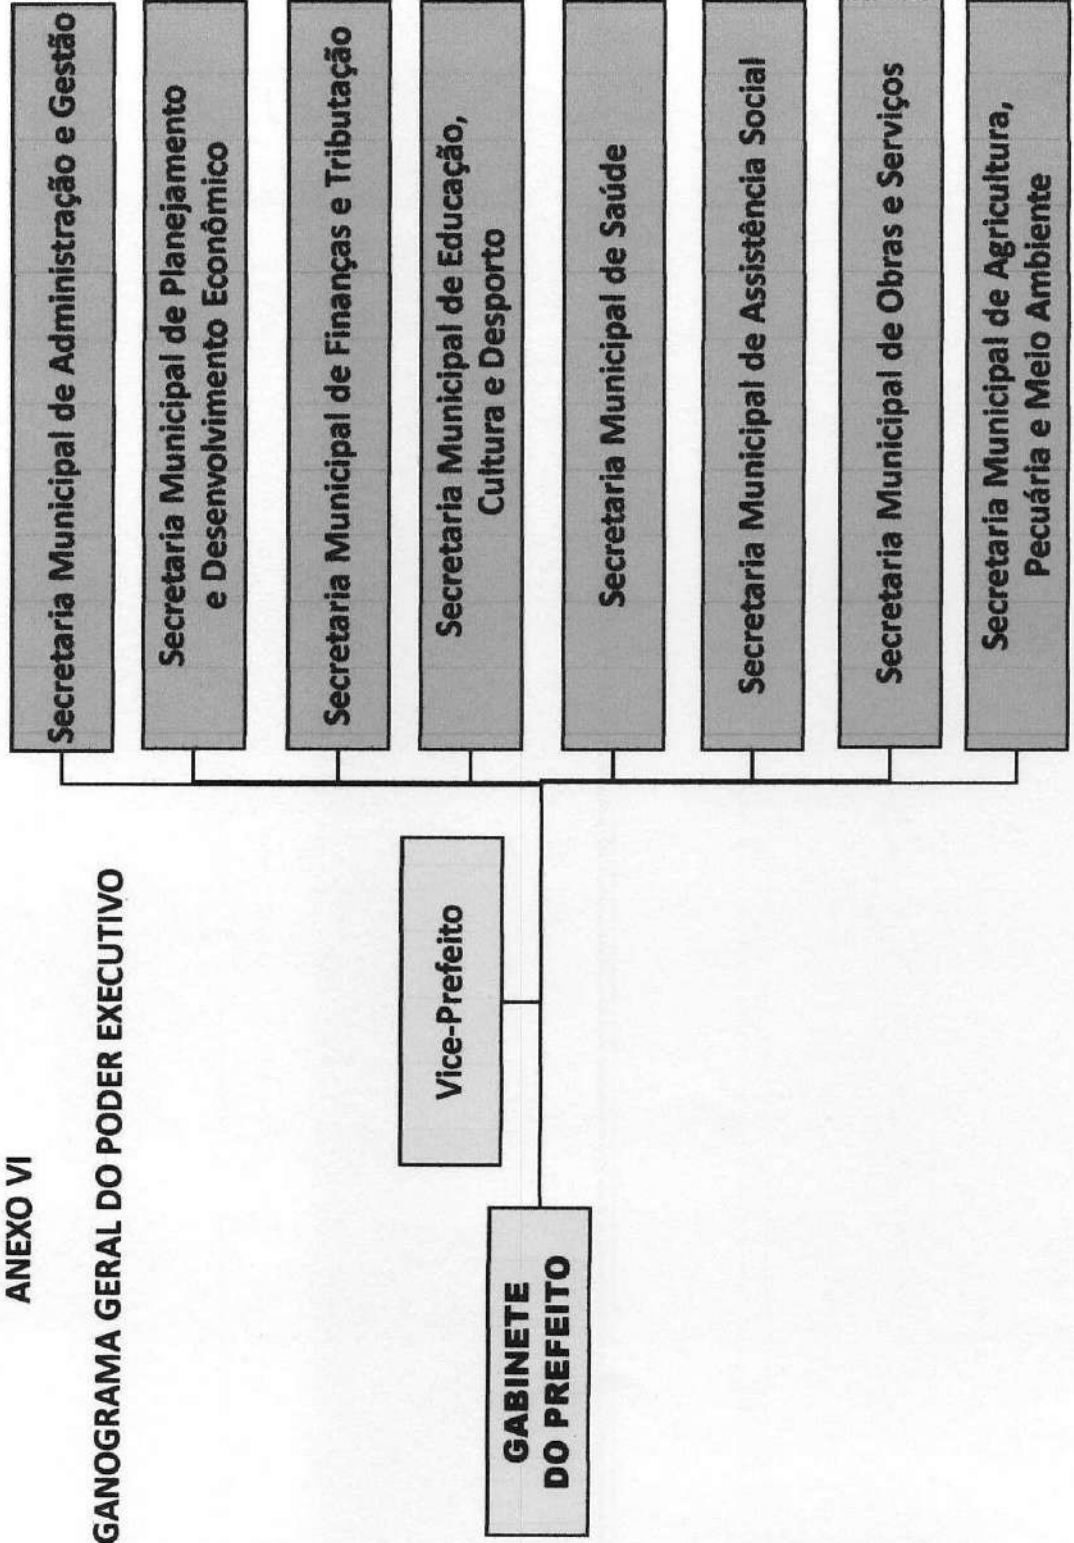 ANEXO VI
GANOGRAMA GERAL DO PODER EXECUTIVO
GABINETE
DO PREFEITO
Vice-Prefeito
Secretaria Municipal de Administração e Gestão
Secretaria Municipal de Planejamento
e Desenvolvimento Econômico
Secretaria Municipal de Finanças e Tributação
Secretaria Municipal de Educação,
Cultura e Desporto
Secretaria Municipal de Saúde
Secretaria Municipal de Assistência Social
Secretaria Municipal de Obras e Serviços
Secretaria Municipal de Agricultura,
Pecuária e Meio Ambiente